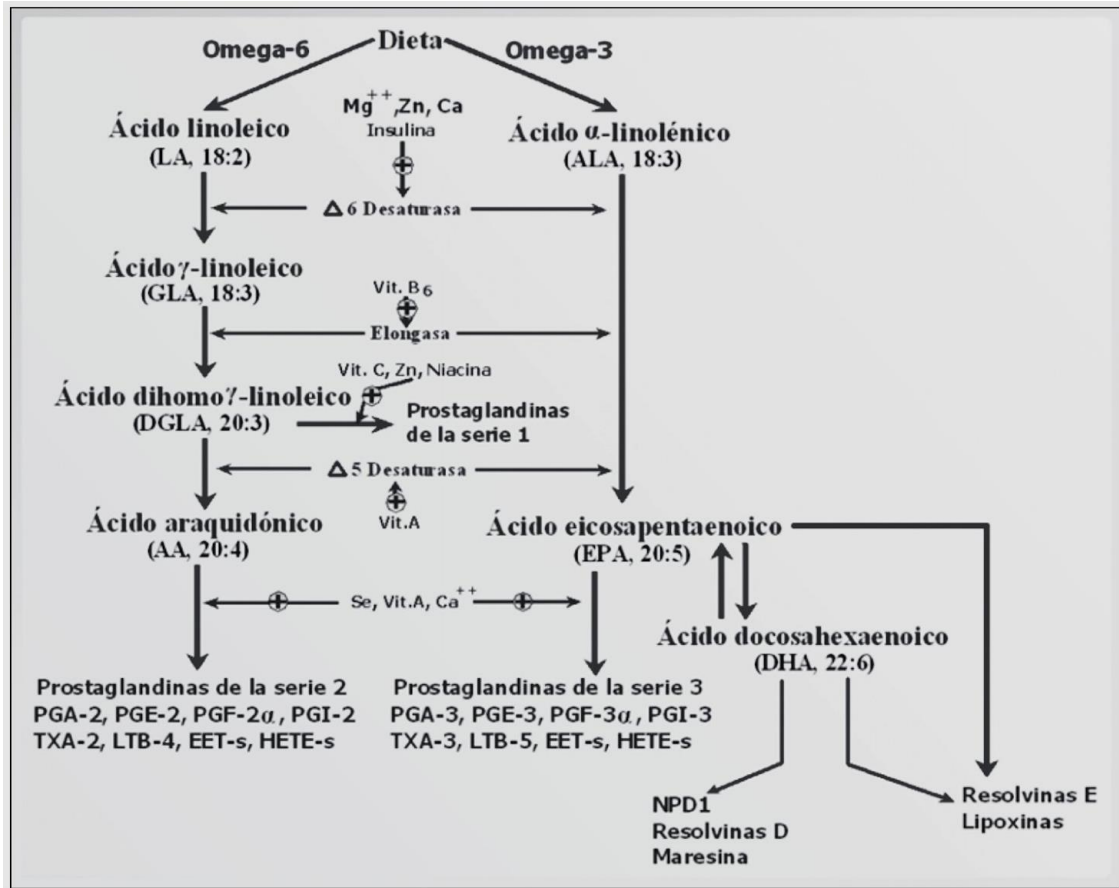 Dieta
Omega-6
Omega-3
Mg++,Zn, Ca
Insulina
Ácido linoleico
(LA, 18:2)
Ácido α-linolénico
(ALA, 18:3)
Δ6 Desaturasa
Ácidoγ-linoleico
(GLA, 18:3)
Vit. B6
Elongasa
Vit. C, Zn, Niacina
Ácido dihomoγ-linoleico
(DGLA, 20:3)
Prostaglandinas
de la serie 1
Δ5 Desaturasa
Vit.A
Ácido araquidónico
(AA, 20:4)
Ácido eicosapentaenoico
(EPA, 20:5)
Se, Vit.A, Ca++
Ácido docosahexaenoico
(DHA, 22:6)
Prostaglandinas de la serie 2
PGA-2, PGE-2, PGF-2α, PGI-2
TXA-2, LTB-4, EET-s, HETE-s
Prostaglandinas de la serie 3
PGA-3, PGE-3, PGF-3α, PGI-3
TXA-3, LTB-5, EET-s, HETE-s
NPD1
Resolvinas D
Maresina
Resolvinas E
Lipoxinas